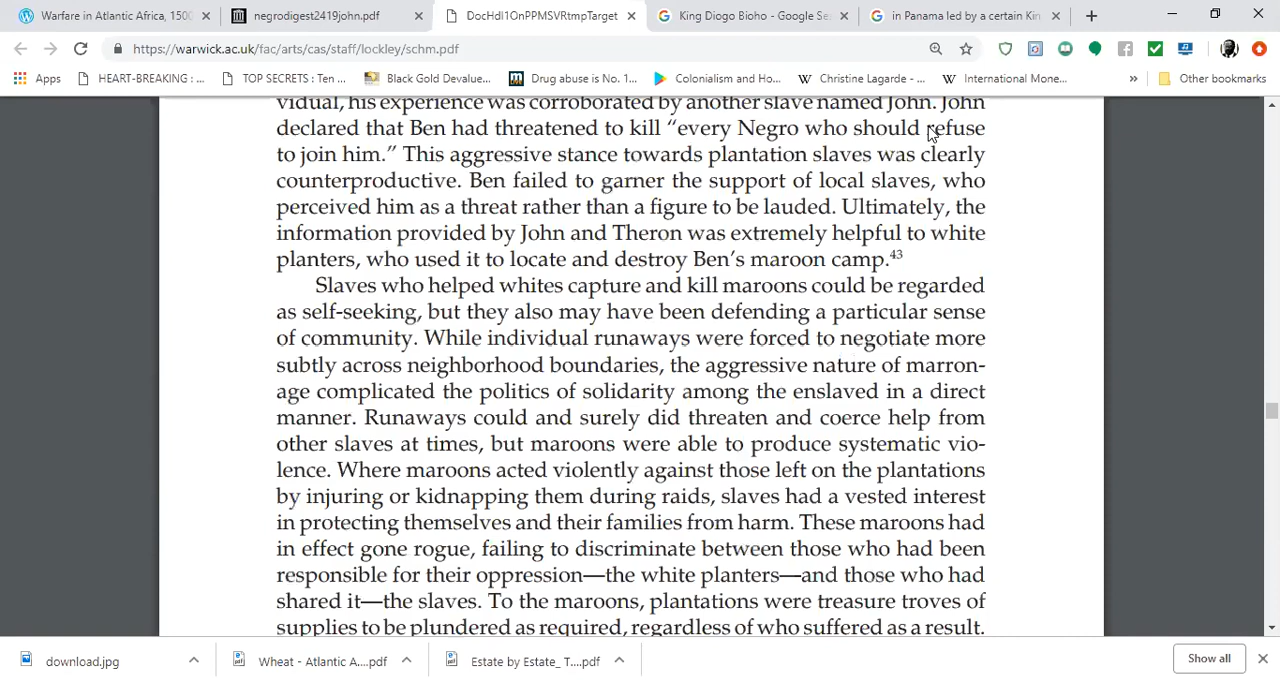 Warfare in Atlantic Africa, 1500
negrodigest2419john.pdf
DocHdl1OnPPMSVRtmpTarget
King Diogo Bioho - Google Se
in Panama led by a certain Kin
https://warwick.ac.uk/fac/arts/cas/staff/lockley/schm.pdf
Apps
HEART-BREAKING : ...
TOP SECRETS : Ten ...
Black Gold Devalue...
Drug abuse is No. 1...
Colonialism and Ho...
Christine Lagarde - ...
International Mone...
»
Other bookmarks
vidual, his experience was corroborated by another slave named John. John
declared that Ben had threatened to kill “every Negro who should refuse
to join him.” This aggressive stance towards plantation slaves was clearly
counterproductive. Ben failed to garner the support of local slaves, who
perceived him as a threat rather than a figure to be lauded. Ultimately, the
information provided by John and Theron was extremely helpful to white
planters, who used it to locate and destroy Ben’s maroon camp.43
Slaves who helped whites capture and kill maroons could be regarded
as self-seeking, but they also may have been defending a particular sense
of community. While individual runaways were forced to negotiate more
subtly across neighborhood boundaries, the aggressive nature of marron-
age complicated the politics of solidarity among the enslaved in a direct
manner. Runaways could and surely did threaten and coerce help from
other slaves at times, but maroons were able to produce systematic vio-
lence. Where maroons acted violently against those left on the plantations
by injuring or kidnapping them during raids, slaves had a vested interest
in protecting themselves and their families from harm. These maroons had
in effect gone rogue, failing to discriminate between those who had been
responsible for their oppression—the white planters—and those who had
shared it—the slaves. To the maroons, plantations were treasure troves of
supplies to be plundered as required, regardless of who suffered as a result.
download.jpg
Wheat - Atlantic A....pdf
Estate by Estate_ T....pdf
Show all